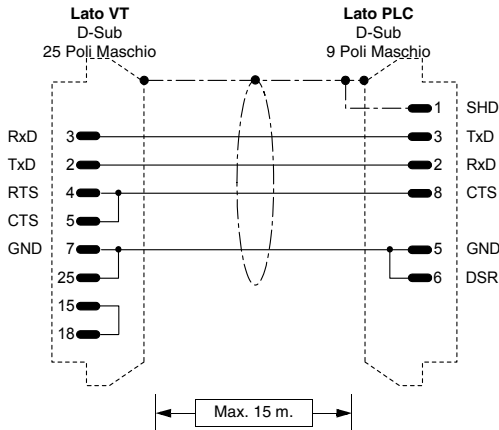 Lato VT
D-Sub
25 Poli Maschio
Lato PLC
D-Sub
9 Poli Maschio
1 SHD
RxD 3
3 TxD
TxD 2
2 RxD
RTS 4
8 CTS
CTS 5
GND 7
5 GND
25
6 DSR
15
18
Max. 15 m.